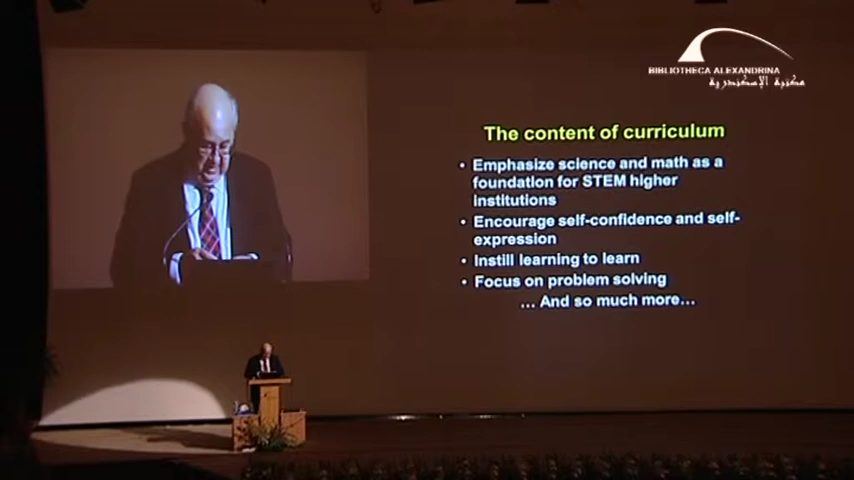 BIBLIOTHECA ALEXANDRINA
مكتبة الإسكندرية
The content of curriculum
• Emphasize science and math as a
foundation for STEM higher
institutions
• Encourage self-confidence and self-
expression
• Instill learning to learn
• Focus on problem solving
... And so much more...